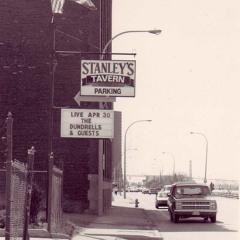 STANLEY'S
TAVERN
PARKING
LIVE APR 30
THE
DUNDRELLS
& GUESTS